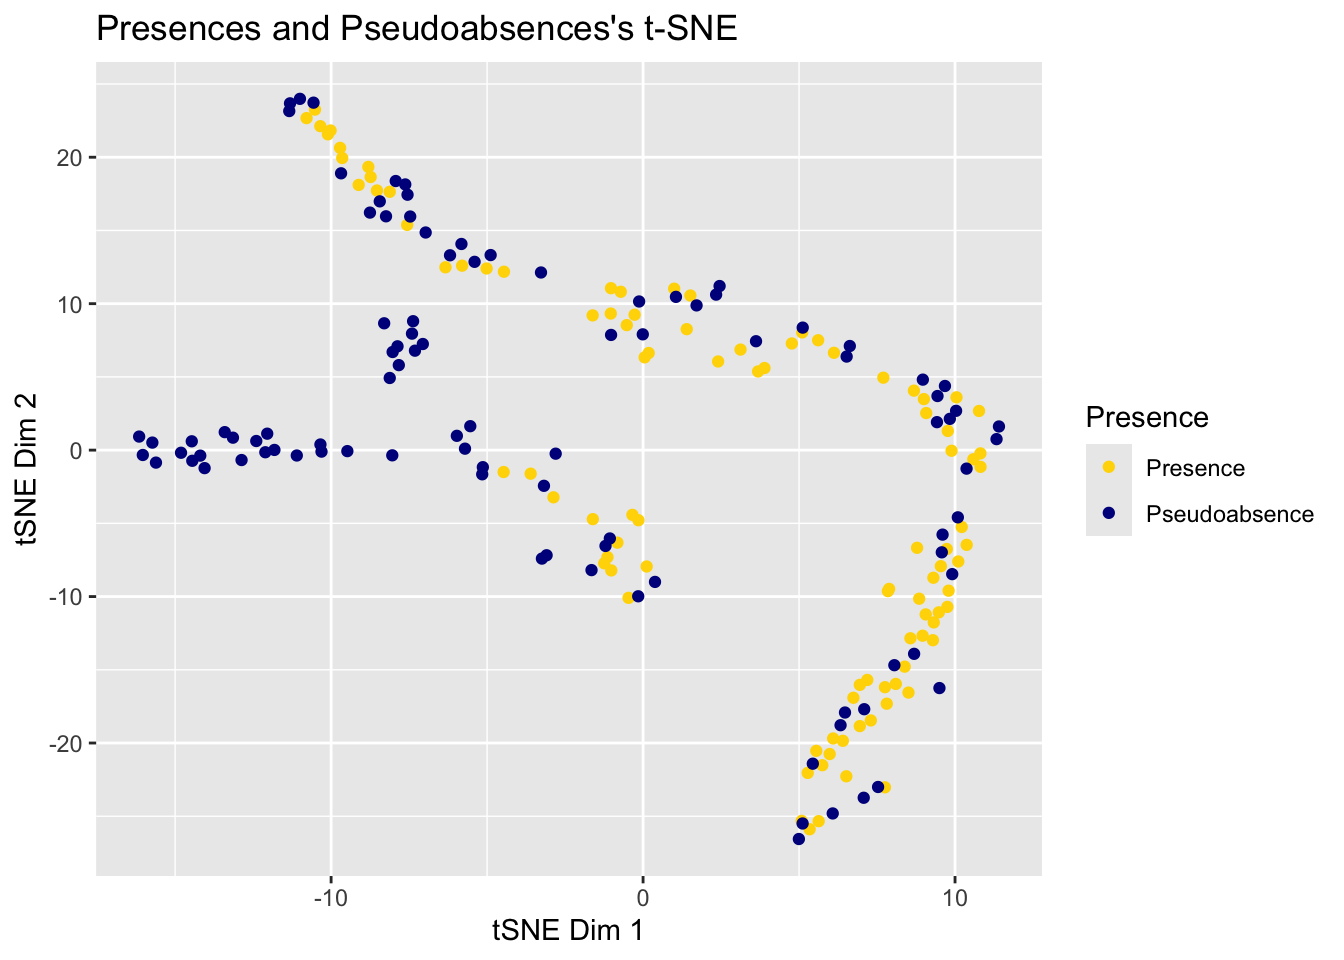 Presences and Pseudoabsences's t-SNE
tSNE Dim 2
20
10
0
-10
-20
-10
0
10
tSNE Dim 1
Presence
Presence
Pseudoabsence